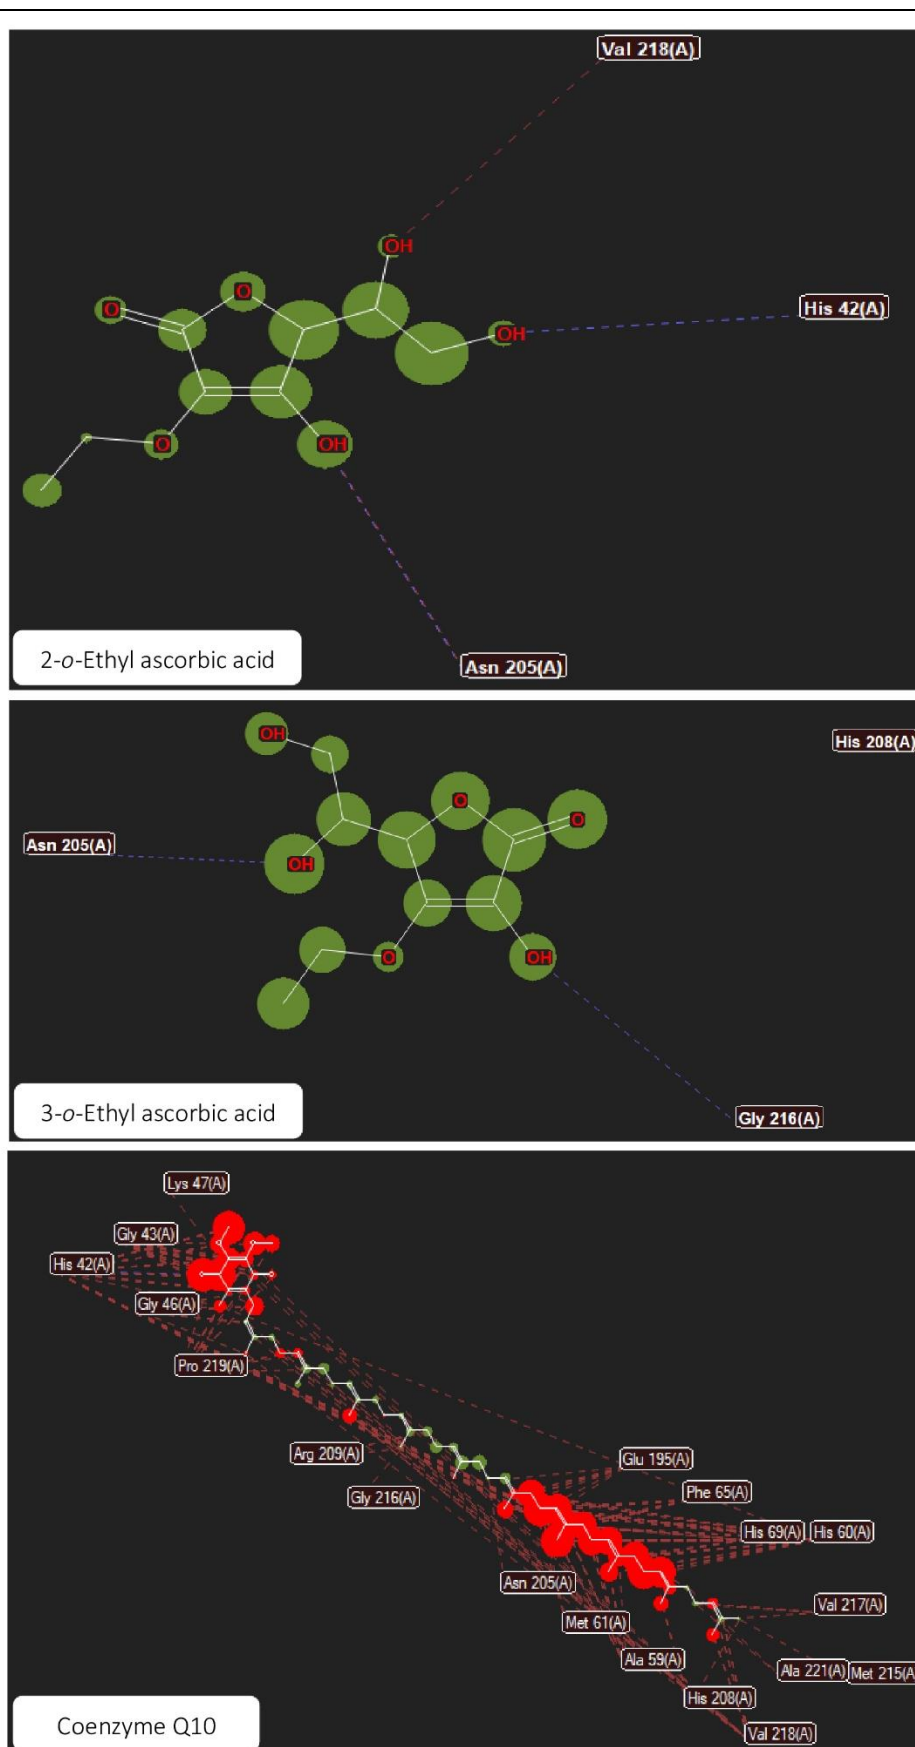 Val 218(A)
OH
O
O
His 42(A)
OH
O
OH
2-o-Ethyl ascorbic acid
Asn 205(A)
OH
His 208(A)
O
O
Asn 205(A)
OH
O
OH
3-o-Ethyl ascorbic acid
Gly 216(A)
Lys 47(A)
Gly 43(A)
His 42(A)
Gly 46(A)
Pro 219(A)
Arg 209(A)
Glu 195(A)
Gly 216(A)
Phe 65(A)
His 69(A)
His 60(A)
Asn 205(A)
Val 217(A)
Met 61(A)
Ala 59(A)
Ala 221(A)
Met 215(A)
His 208(A)
Coenzyme Q10
Val 218(A)